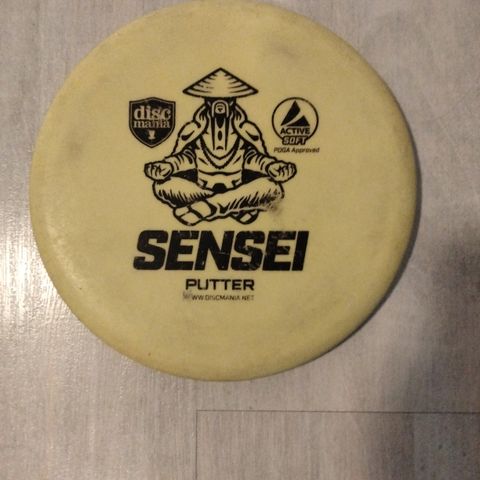 disc
mania
ACTIVE
SOFT
PDGA Approved
SENSEI
PUTTER
WWW.DISCMANIA.NET